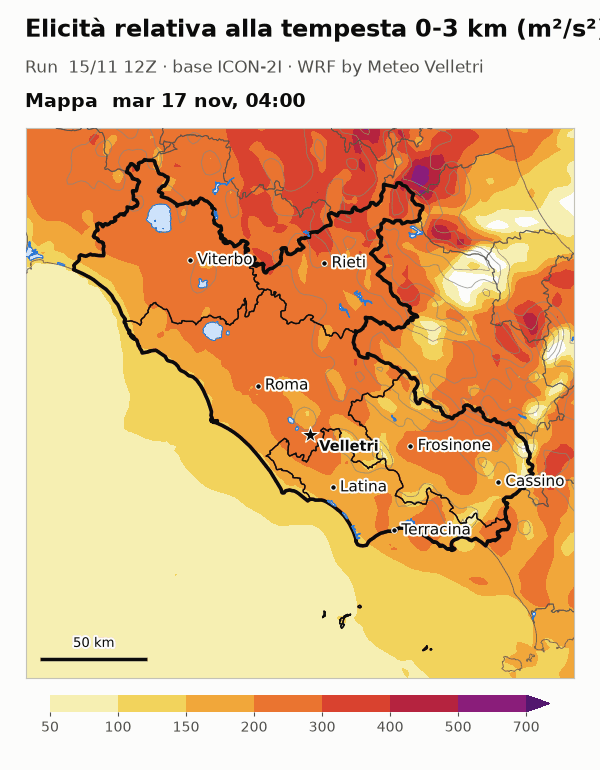 Elicità relativa alla tempesta 0-3 km (m²/s²)
Run 15/11 12Z · base ICON-2I · WRF by Meteo Velletri
Mappa mar 17 nov, 04:00
Viterbo
Rieti
Roma
Velletri
Frosinone
Cassino
Latina
Terracina
50 km
50 100 150 200 300 400 500 700